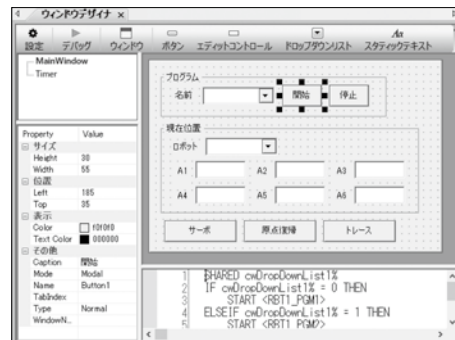 ウィンドウデザイナ ×
設定 デバッグ ウィンドウ ボタン エディットコントロール ドロップダウンリスト スタティックテキスト
MainWindow
Timer
プログラム
名前 開始 停止
現在位置
ロボット
A1 A2 A3
A4 A5 A6
サーボ 原点復帰 トレース
Property Value
サイズ
Height 30
Width 55
位置
Left 185
Top 35
表示
Color f0f0f0
Text Color 000000
その他
Caption 開始
Mode Modal
Name Button1
TabIndex
Type Normal
WindowN...
1 SHARED cwDropDownList1%
2 IF cwDropDownList1% = 0 THEN
3 START <RBT1_PGM1>
4 ELSEIF cwDropDownList1% = 1 THEN
5 START <RBT1_PGM2>